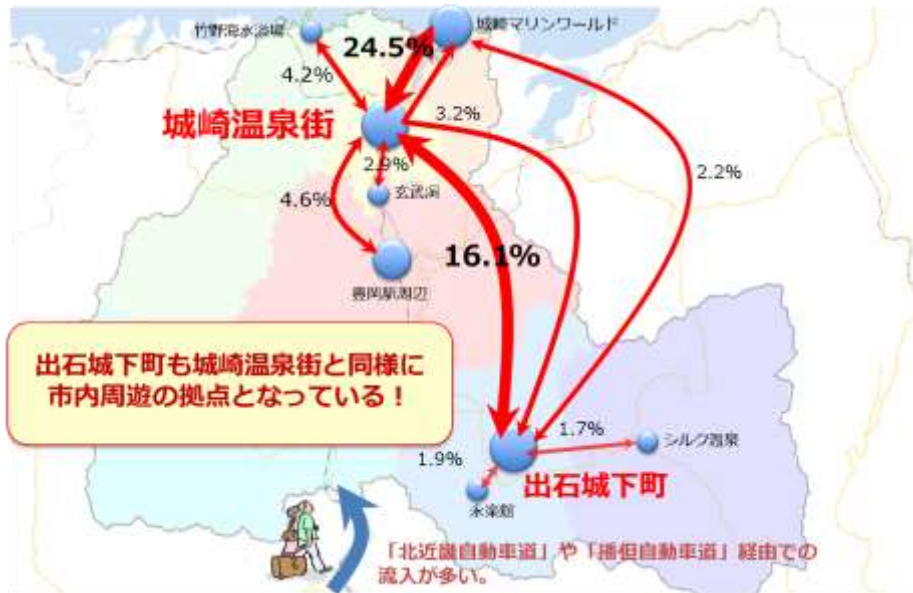 竹野海水浴場
城崎マリンワールド
24.5%
4.2%
城崎温泉街
3.2%
2.9%
2.2%
玄武洞
4.6%
16.1%
豊岡駅周辺
出石城下町も城崎温泉街と同様に
市内周遊の拠点となっている！
1.7%
シルク温泉
1.9%
出石城下町
永楽館
「北近畿自動車道」や「播但自動車道」経由での
流入が多い。